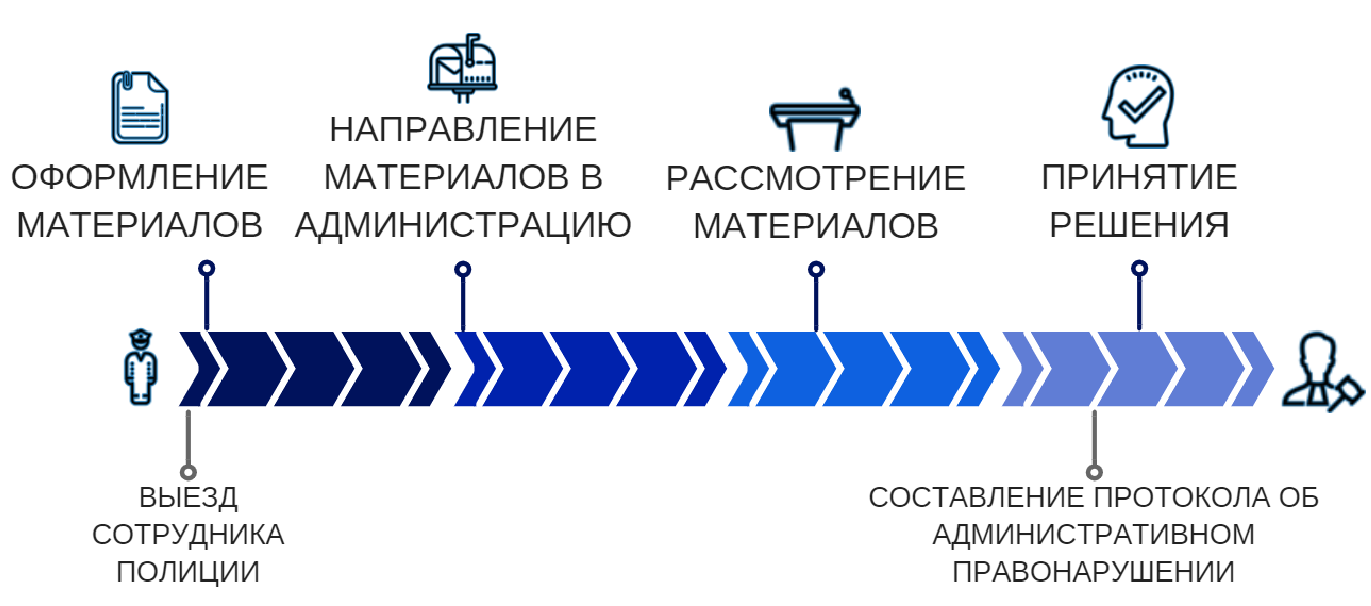 ОФОРМЛЕНИЕ
МАТЕРИАЛОВ
НАПРАВЛЕНИЕ
МАТЕРИАЛОВ В
АДМИНИСТРАЦИЮ
РАССМОТРЕНИЕ
МАТЕРИАЛОВ
ПРИНЯТИЕ
РЕШЕНИЯ
ВЫЕЗД
СОТРУДНИКА
ПОЛИЦИИ
СОСТАВЛЕНИЕ ПРОТОКОЛА ОБ
АДМИНИСТРАТИВНОМ
ПРАВОНАРУШЕНИИ